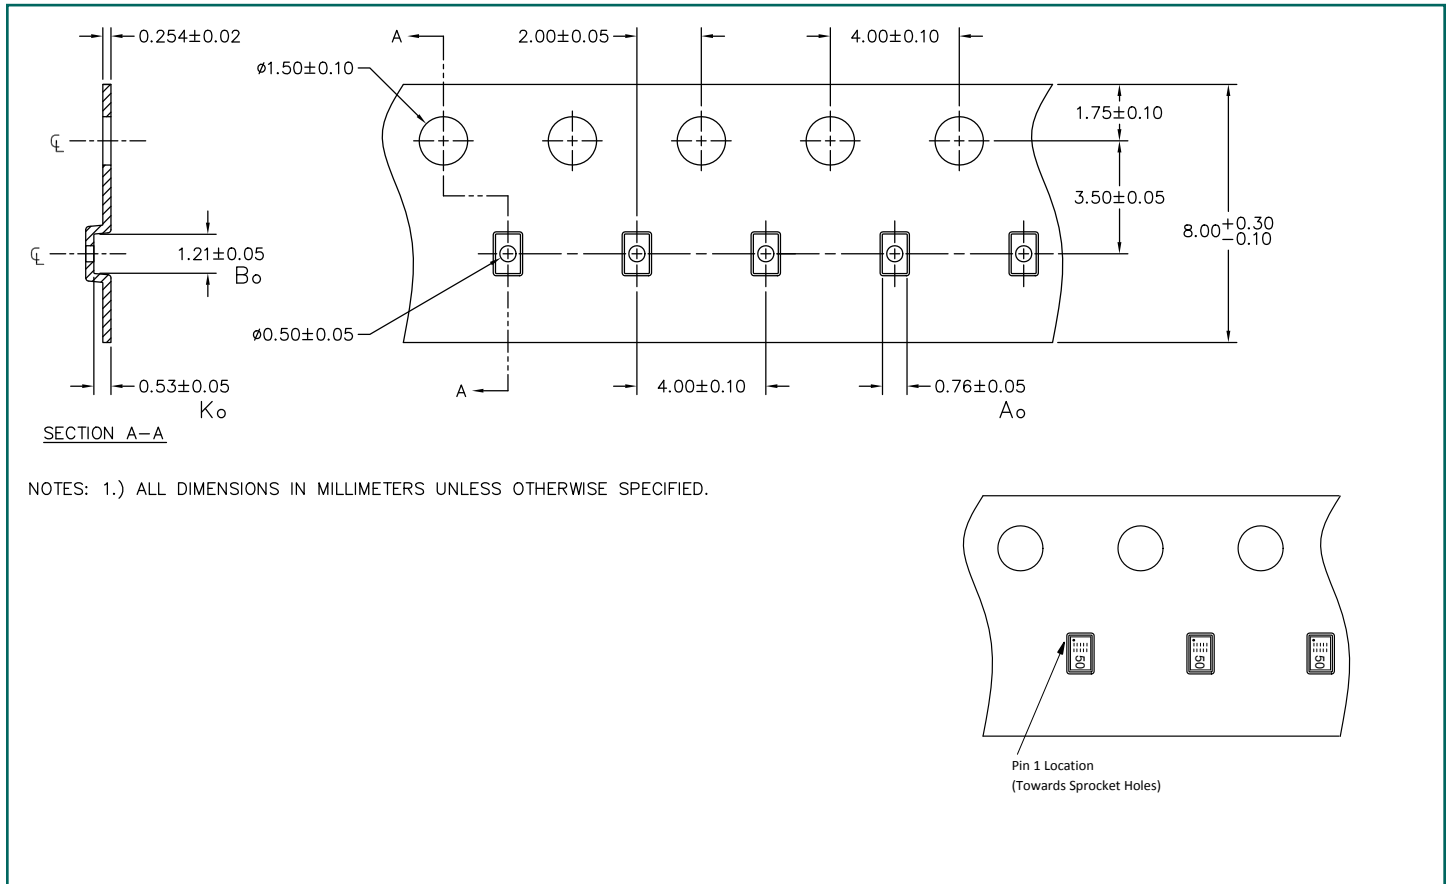 0.254±0.02
A
2.00±0.05
4.00±0.10
ø1.50±0.10
1.75±0.10
℄
3.50±0.05
8.00+0.30
-0.10
℄
1.21±0.05
Bo
ø0.50±0.05
0.53±0.05
Ko
A
4.00±0.10
0.76±0.05
Ao
SECTION A-A
NOTES: 1.) ALL DIMENSIONS IN MILLIMETERS UNLESS OTHERWISE SPECIFIED.
50
50
50
Pin 1 Location
(Towards Sprocket Holes)